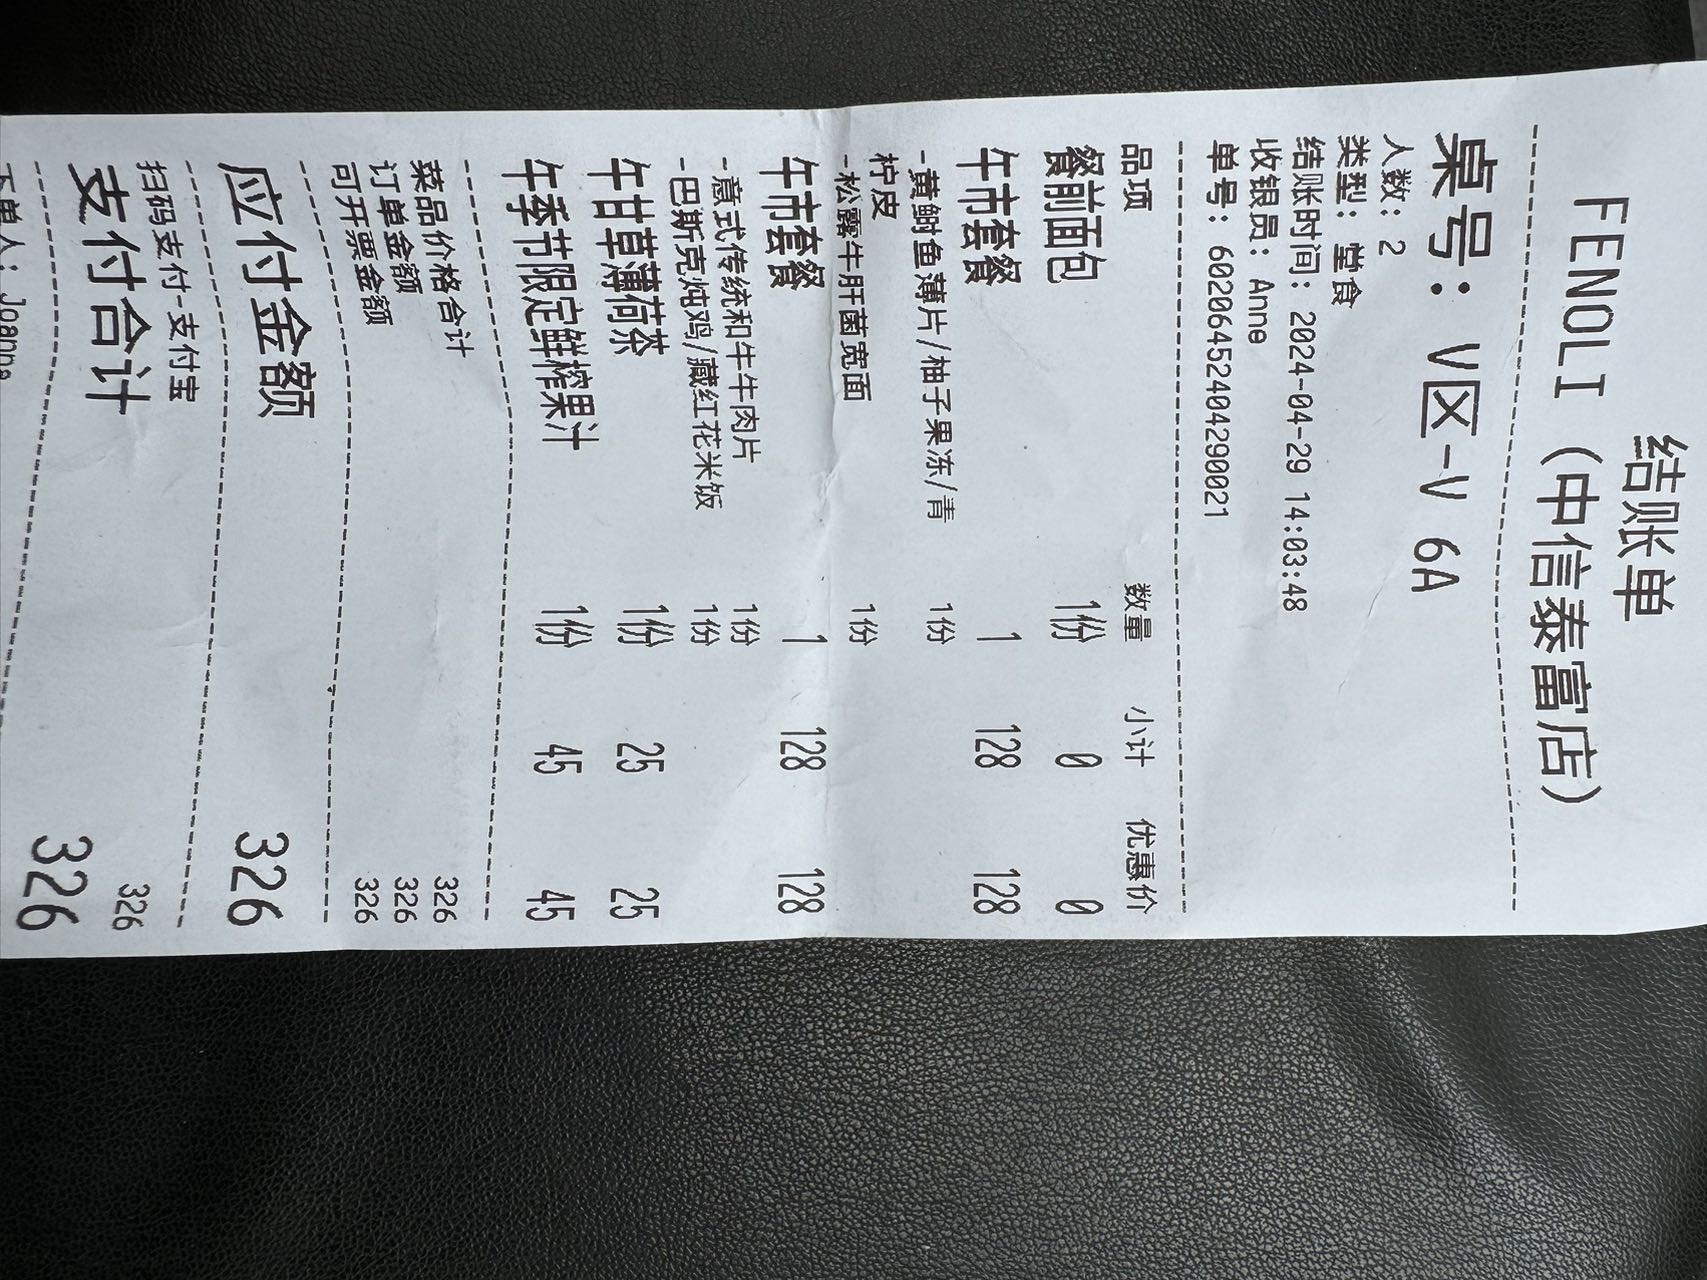 结账单
FENOLI (中信泰富店)
桌号: V区-V 6A
人数: 2
类型: 堂食
结账时间: 2024-04-29 14:03:48
收银员: Anne
单号: 60206452404290021
品项 数量 小计 优惠价
餐前面包 1份 0 0
午市套餐 1 128 128
-黄鰤鱼薄片/柚子果冻/青 1份
柠皮
-松露牛肝菌宽面 1份
午市套餐 1 128 128
-意式传统和牛牛肉片 1份
-巴斯克炖鸡/藏红花米饭 1份
午甘草薄荷茶 1份 25 25
午季节限定鲜榨果汁 1份 45 45
菜品价格合计 326
订单金额 326
可开票金额 326
应付金额 326
扫码支付-支付宝 326
支付合计 326
下单人: Joanna